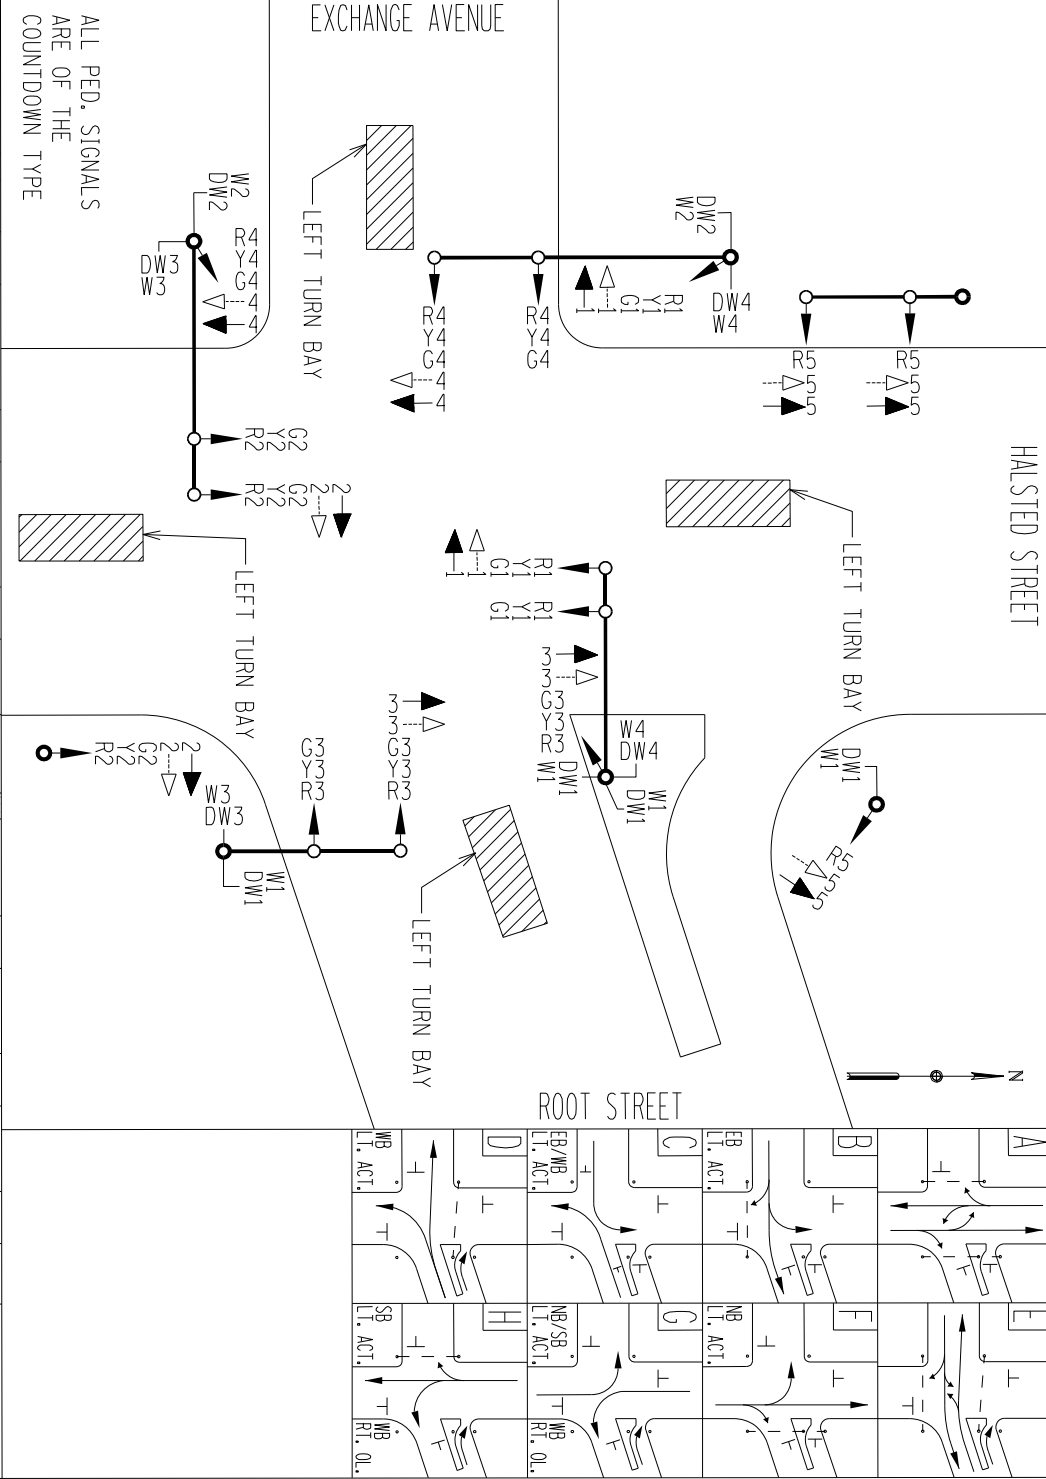 EXCHANGE AVENUE
ALL PED. SIGNALS
ARE OF THE
COUNTDOWN TYPE
LEFT TURN BAY
W2
DW2
DW3
W3
R4
Y4
G4
4
4
R4
Y4
G4
4
4
R4
Y4
G4
DW2
W2
R1
Y1
G1
1
1
DW4
W4
R5
5
5
R5
5
5
HALSTED STREET
G2
Y2
R2
2
2
G2
Y2
R2
LEFT TURN BAY
LEFT TURN BAY
R1
Y1
G1
1
1
R1
Y1
G1
3
3
G3
Y3
R3
W4
DW4
DW1
W1
W1
DW1
3
3
G3
Y3
R3
G3
Y3
R3
2
2
G2
Y2
R2
W3
DW3
W1
DW1
DW1
W1
R5
5
5
LEFT TURN BAY
N
ROOT STREET
A
B
EB
LT. ACT.
C
EB/WB
LT. ACT.
D
WB
LT. ACT.
E
F
NB
LT. ACT.
G
NB/SB
LT. ACT.
WB
RT. OL.
H
SB
LT. ACT.
WB
RT. OL.